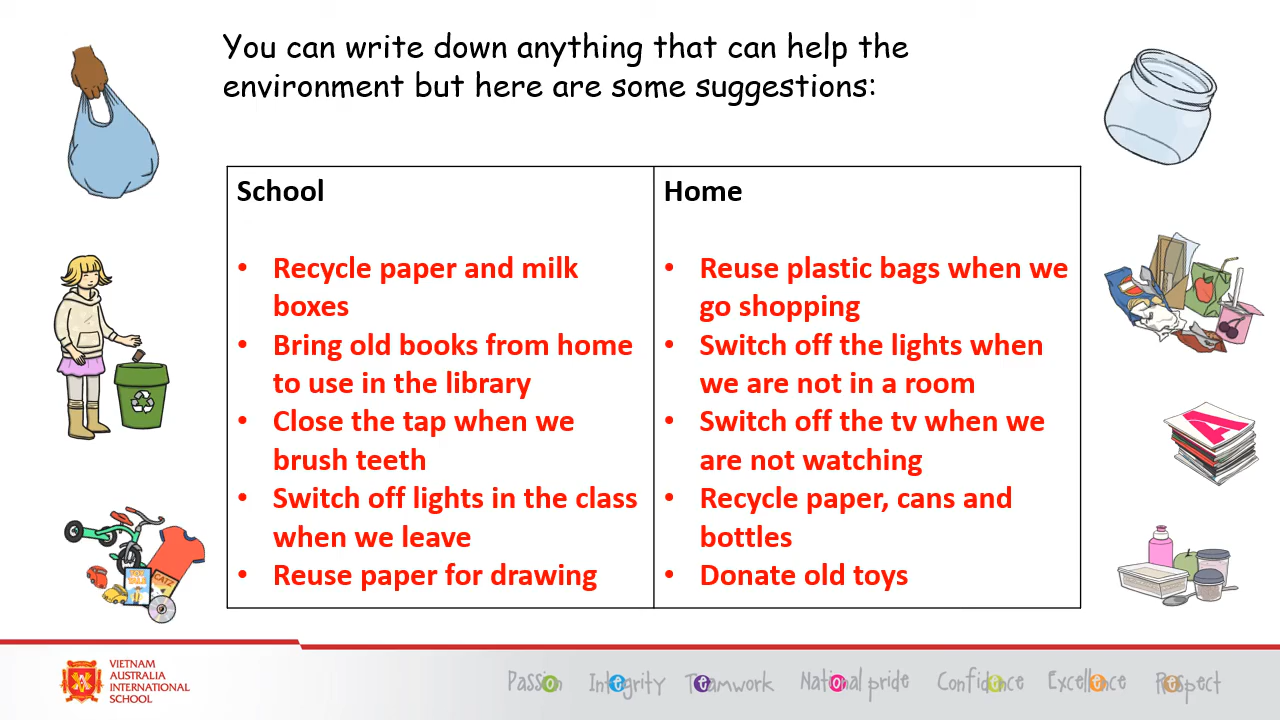 You can write down anything that can help the
environment but here are some suggestions:
School
• Recycle paper and milk
boxes
• Bring old books from home
to use in the library
• Close the tap when we
brush teeth
• Switch off lights in the class
when we leave
• Reuse paper for drawing
Home
• Reuse plastic bags when we
go shopping
• Switch off the lights when
we are not in a room
• Switch off the tv when we
are not watching
• Recycle paper, cans and
bottles
• Donate old toys
CATZ
A
VIETNAM
AUSTRALIA
INTERNATIONAL
SCHOOL
Passion Integrity Teamwork National pride Confidence Excellence Respect